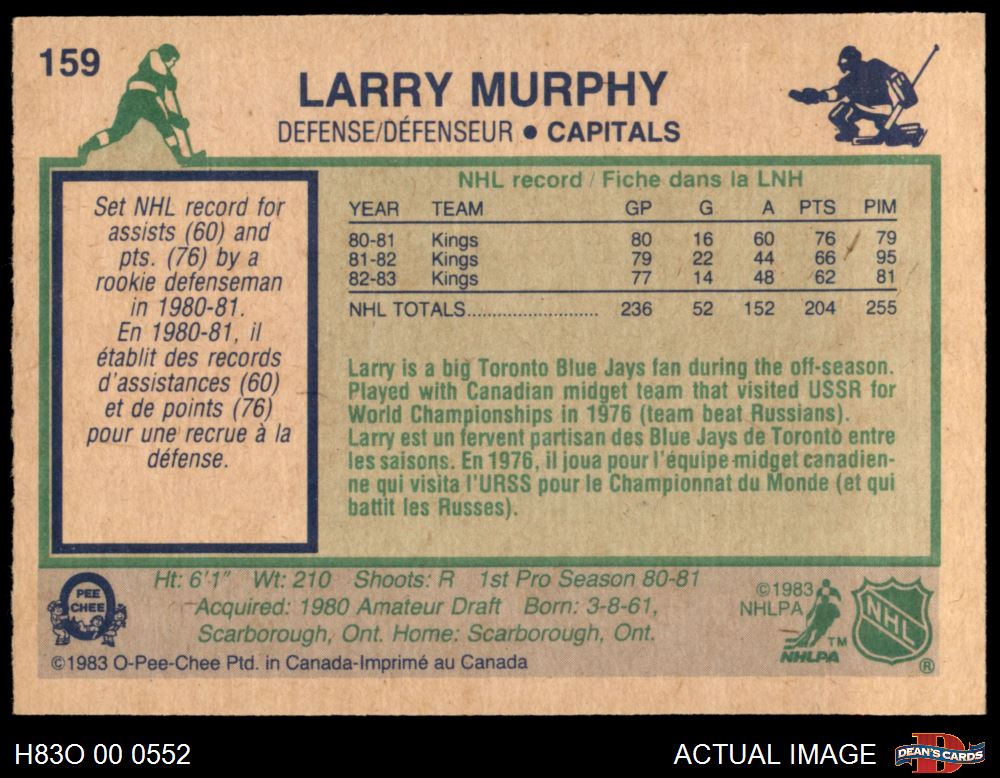 159
LARRY MURPHY
DEFENSE/DÉFENSEUR • CAPITALS
Set NHL record for
assists (60) and
pts. (76) by a
rookie defenseman
in 1980-81.
En 1980-81, il
établit des records
d'assistances (60)
et de points (76)
pour une recrue à la
défense.
NHL record / Fiche dans la LNH
YEAR TEAM GP G A PTS PIM
80-81 Kings 80 16 60 76 79
81-82 Kings 79 22 44 66 95
82-83 Kings 77 14 48 62 81
NHL TOTALS.......................... 236 52 152 204 255
Larry is a big Toronto Blue Jays fan during the off-season.
Played with Canadian midget team that visited USSR for
World Championships in 1976 (team beat Russians).
Larry est un fervent partisan des Blue Jays de Toronto entre
les saisons. En 1976, il joua pour l'équipe midget canadien-
ne qui visita l'URSS pour le Championnat du Monde (et qui
battit les Russes).
O
PEE
CHEE
Ht: 6'1" Wt: 210 Shoots: R 1st Pro Season 80-81
Acquired: 1980 Amateur Draft Born: 3-8-61,
Scarborough, Ont. Home: Scarborough, Ont.
©1983 O-Pee-Chee Ptd. in Canada-Imprimé au Canada
©1983
NHLPA
TM
NHLPA
NHL
®
H83O 00 0552
ACTUAL IMAGE
DEAN'S CARDS